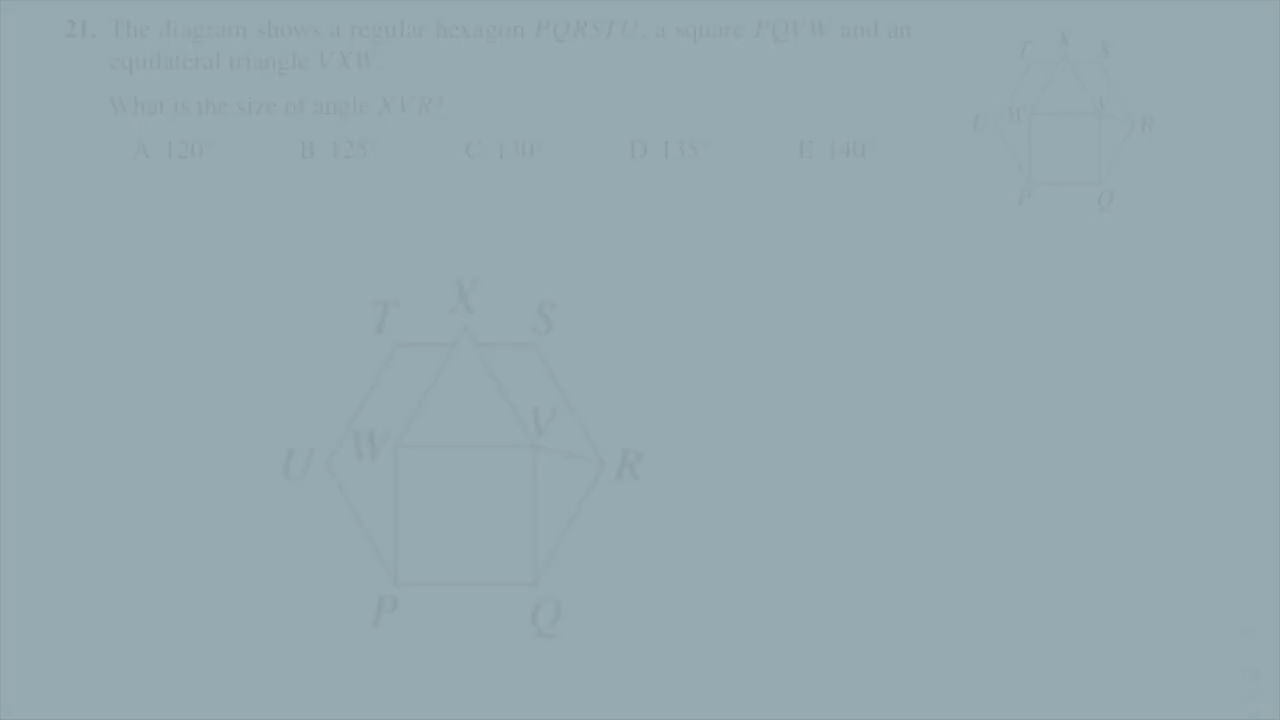 21. The diagram shows a regular hexagon PQRSTU, a square PQVW and an
equilateral triangle VXW.
What is the size of angle XVR?
A 120° B 125° C 130° D 135° E 140°
T X S
U W V R
P Q
T X S
W V
U R
P Q